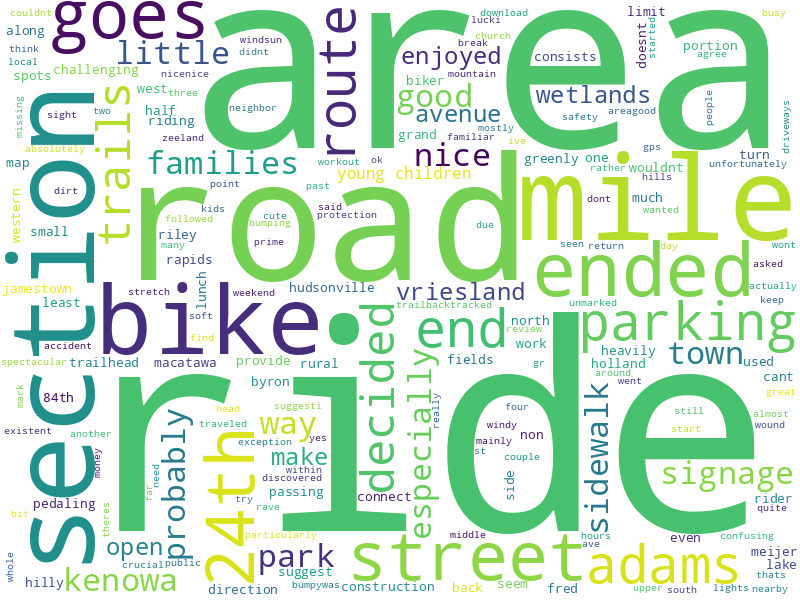 couldnt
goes
area
route
windsun
lucki
download
limit
busy
think
along
little
didnt
church
break
enjoyed
consists
doesnt
started
portion
agree
local
spots
challenging
nicenice
biker
mountain
missing
sight
two
west
three
half
neighbor
good
wetlands
people
driveways
section
trails
riding
zeeland
grand
avenue
safety
areagood
absolutely
mostly
familiar
ive
gps
map
families
workout
ok
nice
greenly
one
wouldnt
turn
unfortunately
dirt
point
past
young children
rather
hills
mile
western
kids
said
road
dont
followed
cute
protection
wanted
small
riley
bumping
due
many
prime
seen
return
day
wont
rapids
ended
asked
jamestown
stretch
weekend
lunch
hudsonville
vriesland
actually
least
bike
soft
trailbacktracked
unmarked
keep
find
decided
end
north
parking
accident
review
work
spectacular
trailhead
macatawa
provide
rural
gr
fields
heavily
town
used
holland
84th
byron
especially
around
cant
mark
ride
went
great
another
head
suggesti
really
four
sidewalk
still
almost
existent
probably
traveled
way
windy
start
wound
24th
exception
yes
mainly
non
money
need
make
within
st
couple
signage
far
discovered
side
pedaling
try
passing
connect
rider
theres
rave
quite
bit
particularly
middle
hours
open
street
ave
even
confusing
whole
park
adams
meijer
crucial
public
lake
kenowa
hilly
direction
suggest
bumpywas
construction
back
seem
fred
upper
south
lights
thats
nearby